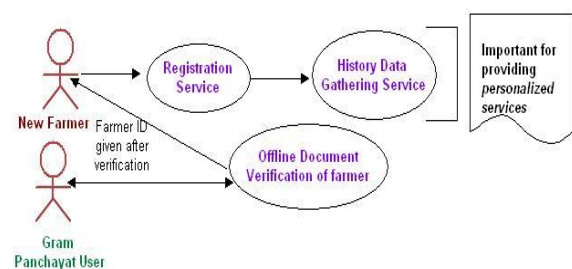 Registration
Service
History Data
Gathering Service
Important for
providing
personalized
services
New Farmer
Farmer ID
given after
verification
Offline Document
Verification of farmer
Gram
Panchayat User